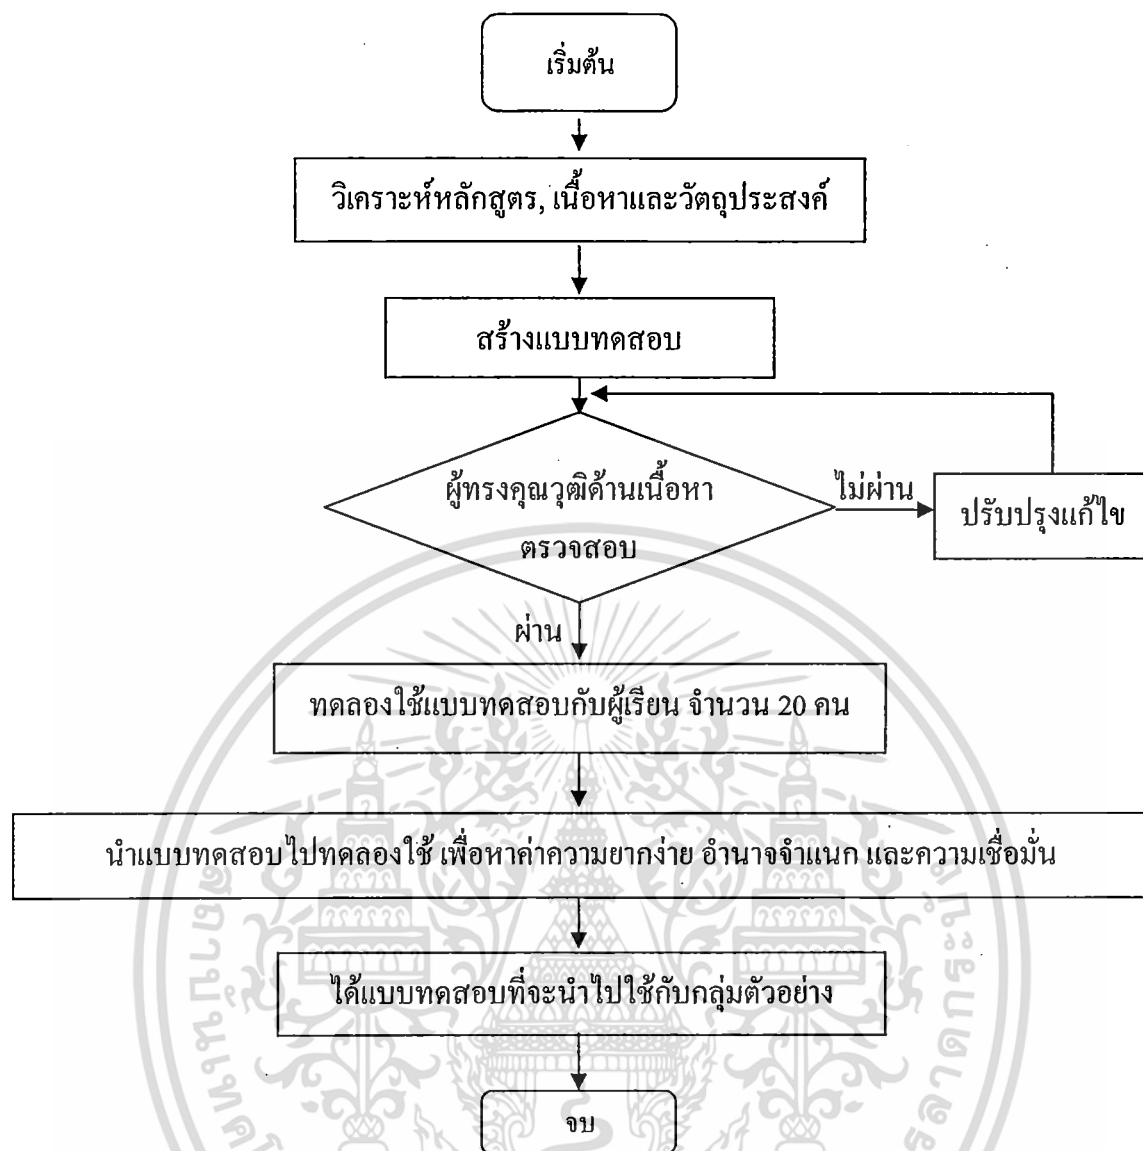 เริ่มต้น
วิเคราะห์หลักสูตร, เนื้อหาและวัตถุประสงค์
สร้างแบบทดสอบ
ผู้ทรงคุณวุฒิด้านเนื้อหา
ตรวจสอบ
ไม่ผ่าน
ปรับปรุงแก้ไข
ผ่าน
ทดลองใช้แบบทดสอบกับผู้เรียน จำนวน 20 คน
นำแบบทดสอบไปทดลองใช้ เพื่อหาค่าความยากง่าย อำนาจจำแนก และความเชื่อมั่น
ได้แบบทดสอบที่จะนำไปใช้กับกลุ่มตัวอย่าง
จบ